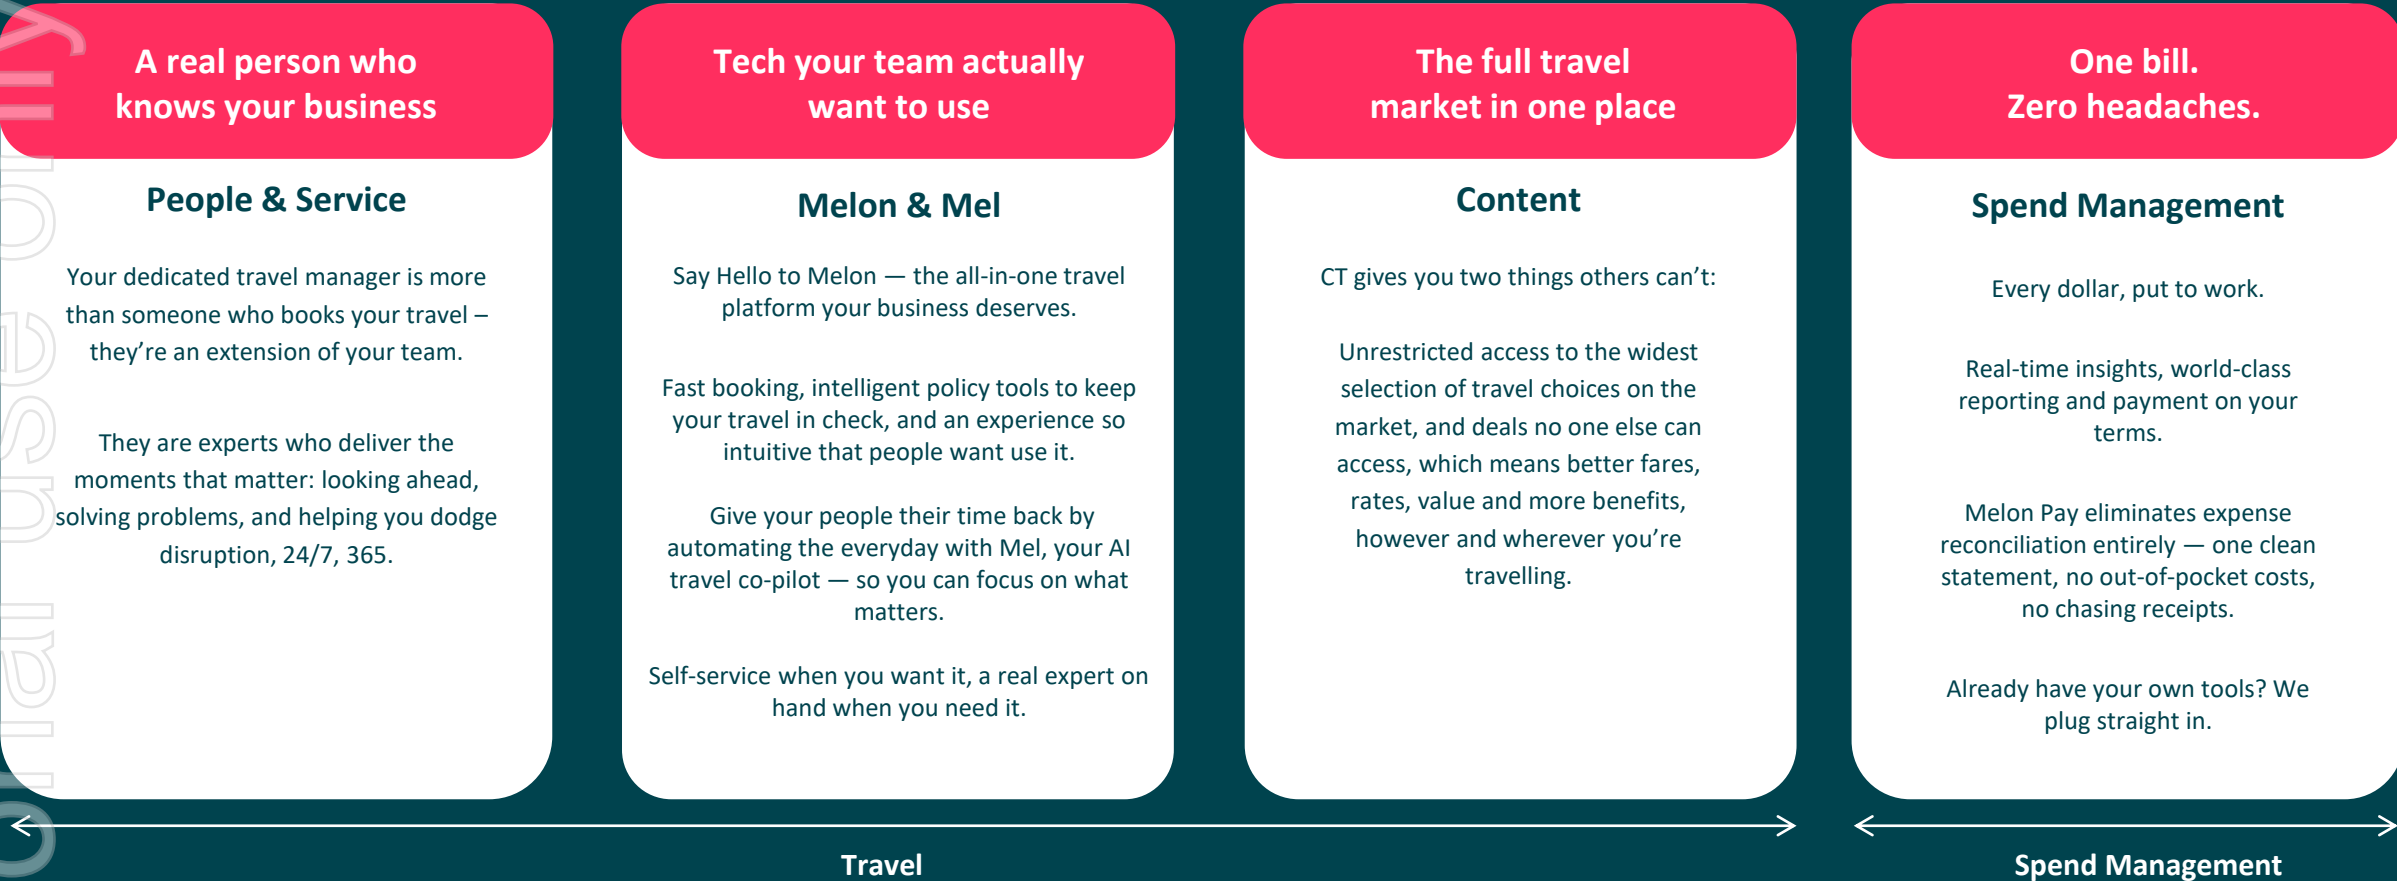 A real person who
knows your business
People & Service
Your dedicated travel manager is more
than someone who books your travel –
they’re an extension of your team.
They are experts who deliver the
moments that matter: looking ahead,
solving problems, and helping you dodge
disruption, 24/7, 365.
Tech your team actually
want to use
Melon & Mel
Say Hello to Melon — the all-in-one travel
platform your business deserves.
Fast booking, intelligent policy tools to keep
your travel in check, and an experience so
intuitive that people want use it.
Give your people their time back by
automating the everyday with Mel, your AI
travel co-pilot — so you can focus on what
matters.
Self-service when you want it, a real expert on
hand when you need it.
The full travel
market in one place
Content
CT gives you two things others can’t:
Unrestricted access to the widest
selection of travel choices on the
market, and deals no one else can
access, which means better fares,
rates, value and more benefits,
however and wherever you’re
travelling.
One bill.
Zero headaches.
Spend Management
Every dollar, put to work.
Real-time insights, world-class
reporting and payment on your
terms.
Melon Pay eliminates expense
reconciliation entirely — one clean
statement, no out-of-pocket costs,
no chasing receipts.
Already have your own tools? We
plug straight in.
Travel
Spend Management
use only